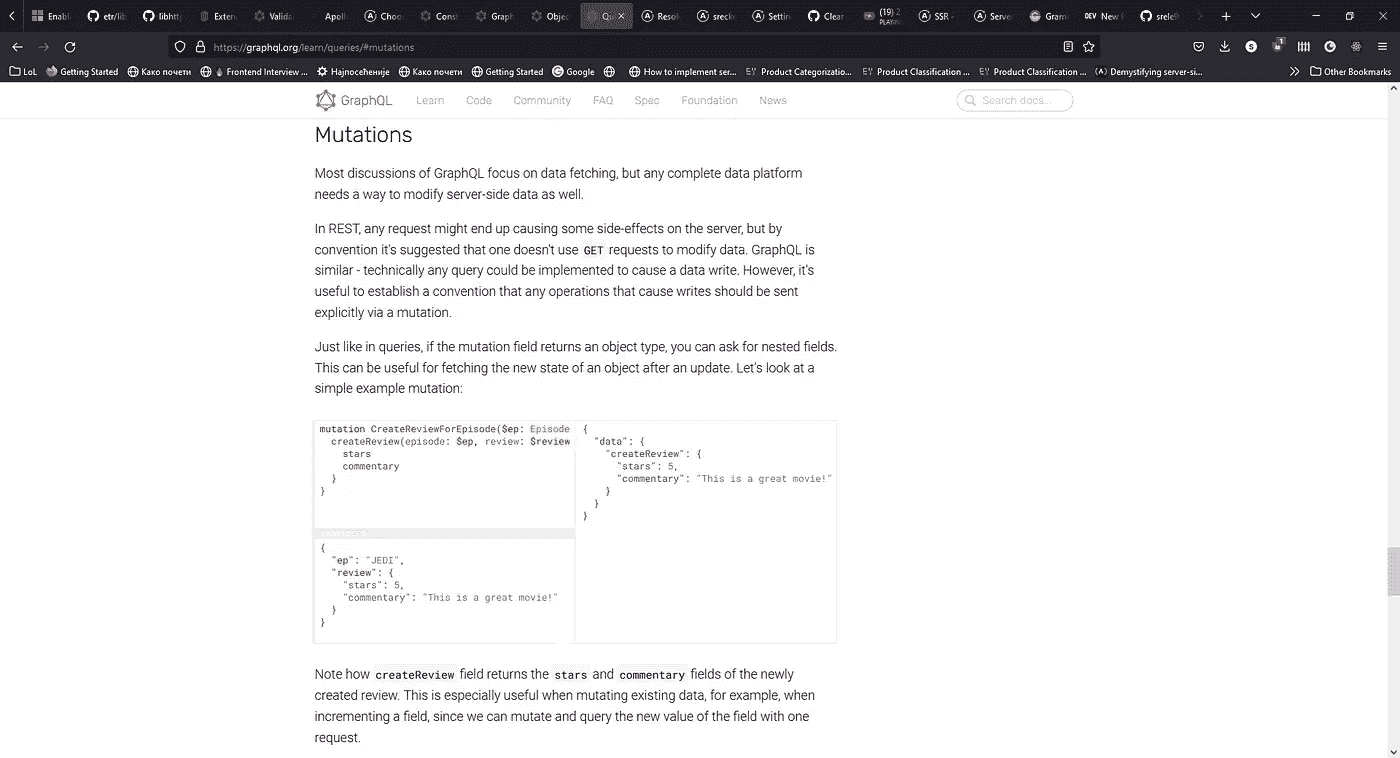 Enabl
etr/lib
libhttp
Exten
Valida
Apollo
Choo
Const
Graph
Objec
Qu
Resol
sreck
Settin
Clear
(19) 2
PLAYIN
SSR -
Server
Gram
DEV New S
srele9
https://graphql.org/learn/queries/#mutations
LoL
Getting Started
Како почети
Frontend Interview ...
Најносеђеније
Како почети
Getting Started
Google
How to implement ser...
Product Categorizatio...
Product Classification ...
Product Classification ...
Demystifying server-si...
Other Bookmarks
GraphQL
Learn
Code
Community
FAQ
Spec
Foundation
News
Search docs...
Mutations
Most discussions of GraphQL focus on data fetching, but any complete data platform
needs a way to modify server-side data as well.
In REST, any request might end up causing some side-effects on the server, but by
convention it's suggested that one doesn't use GET requests to modify data. GraphQL is
similar - technically any query could be implemented to cause a data write. However, it's
useful to establish a convention that any operations that cause writes should be sent
explicitly via a mutation.
Just like in queries, if the mutation field returns an object type, you can ask for nested fields.
This can be useful for fetching the new state of an object after an update. Let's look at a
simple example mutation:
mutation CreateReviewForEpisode($ep: Episode
createReview(episode: $ep, review: $review
stars
commentary
}
}
{
"ep": "JEDI",
"review": {
"stars": 5,
"commentary": "This is a great movie!"
}
}
{
"data": {
"createReview": {
"stars": 5,
"commentary": "This is a great movie!"
}
}
}
Note how createReview field returns the stars and commentary fields of the newly
created review. This is especially useful when mutating existing data, for example, when
incrementing a field, since we can mutate and query the new value of the field with one
request.